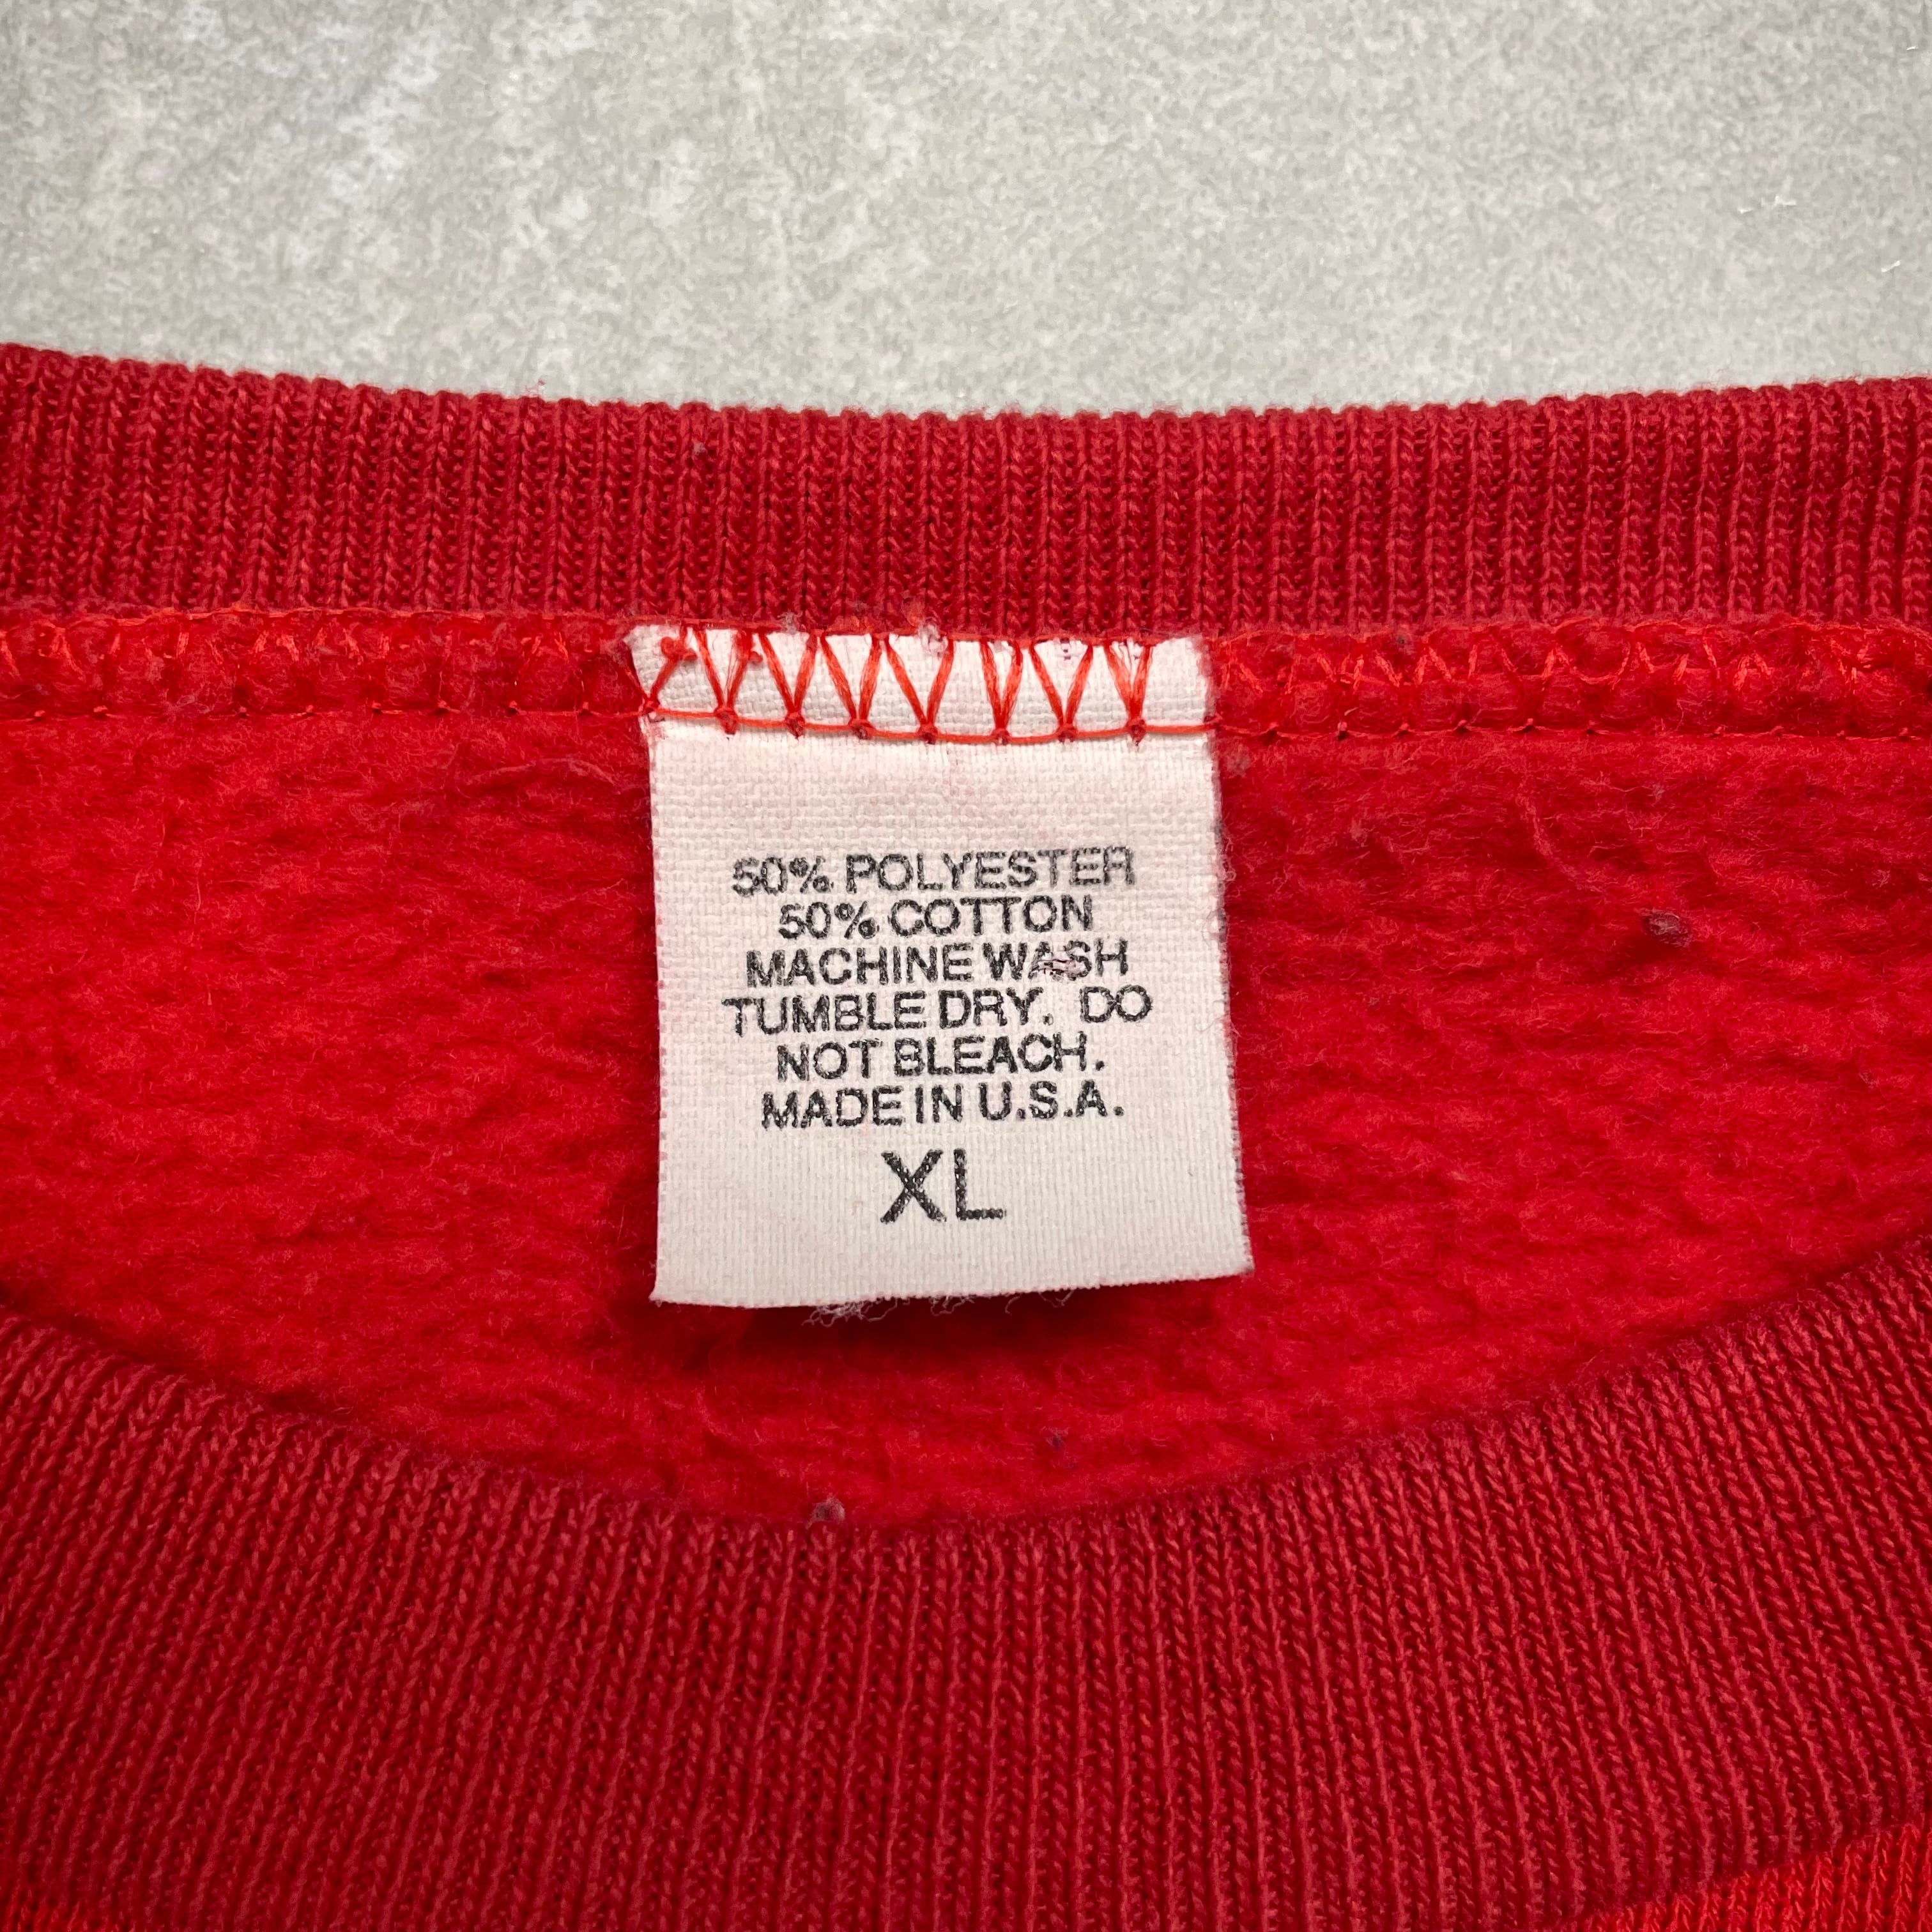 50% POLYESTER
50% COTTON
MACHINE WASH
TUMBLE DRY. DO
NOT BLEACH.
MADE IN U.S.A.
XL